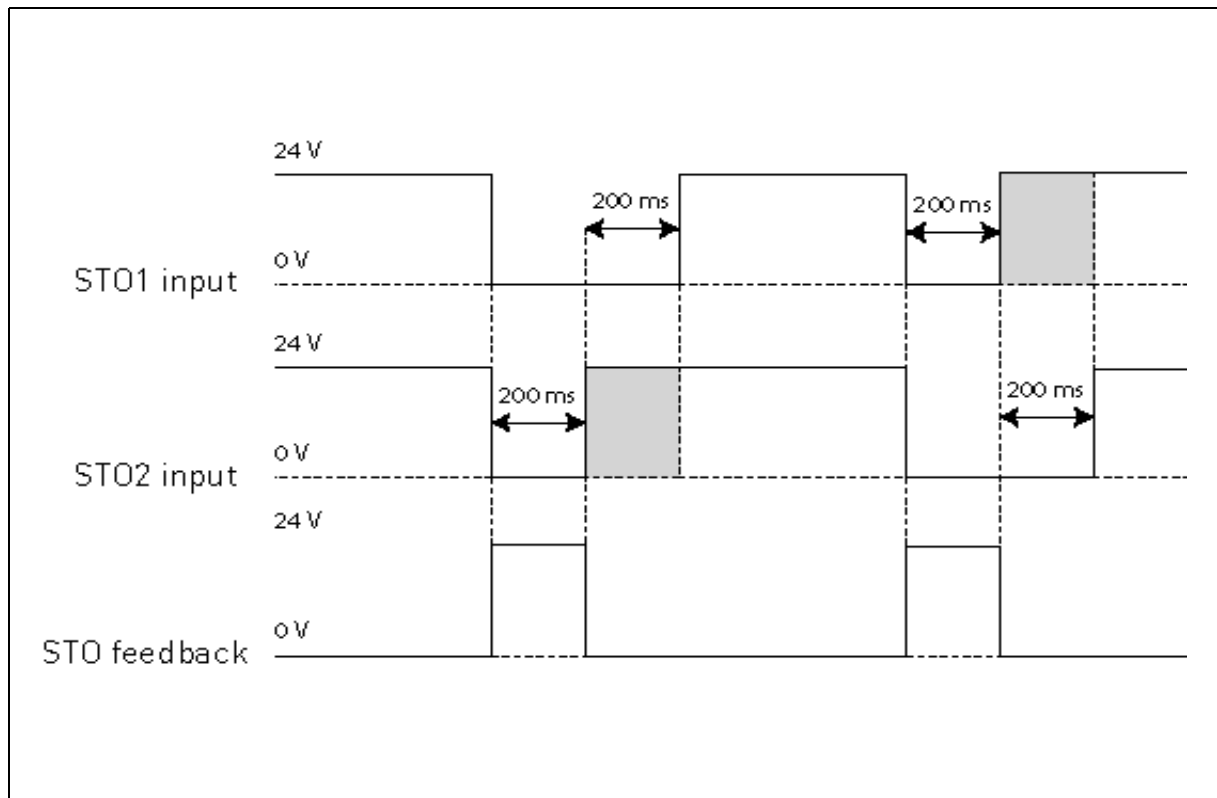 24 V
200 ms
200 ms
0 V
STO1 input
24 V
200 ms
200 ms
0 V
STO2 input
24 V
0 V
STO feedback